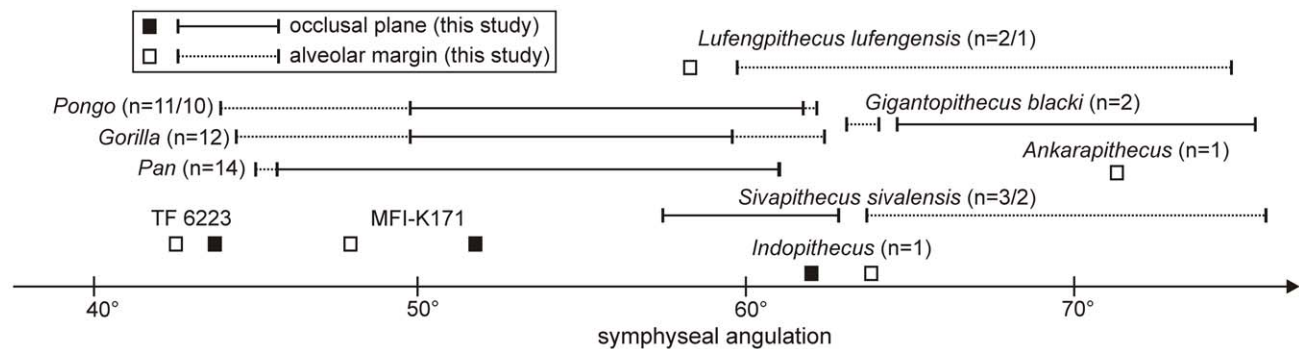 occlusal plane (this study)
alveolar margin (this study)
Lufengpithecus lufengensis (n=2/1)
Pongo (n=11/10)
Gigantopithecus blacki (n=2)
Gorilla (n=12)
Pan (n=14)
Ankarapithecus (n=1)
Sivapithecus sivalensis (n=3/2)
TF 6223
MFI-K171
Indopithecus (n=1)
40°
50°
60°
70°
symphyseal angulation